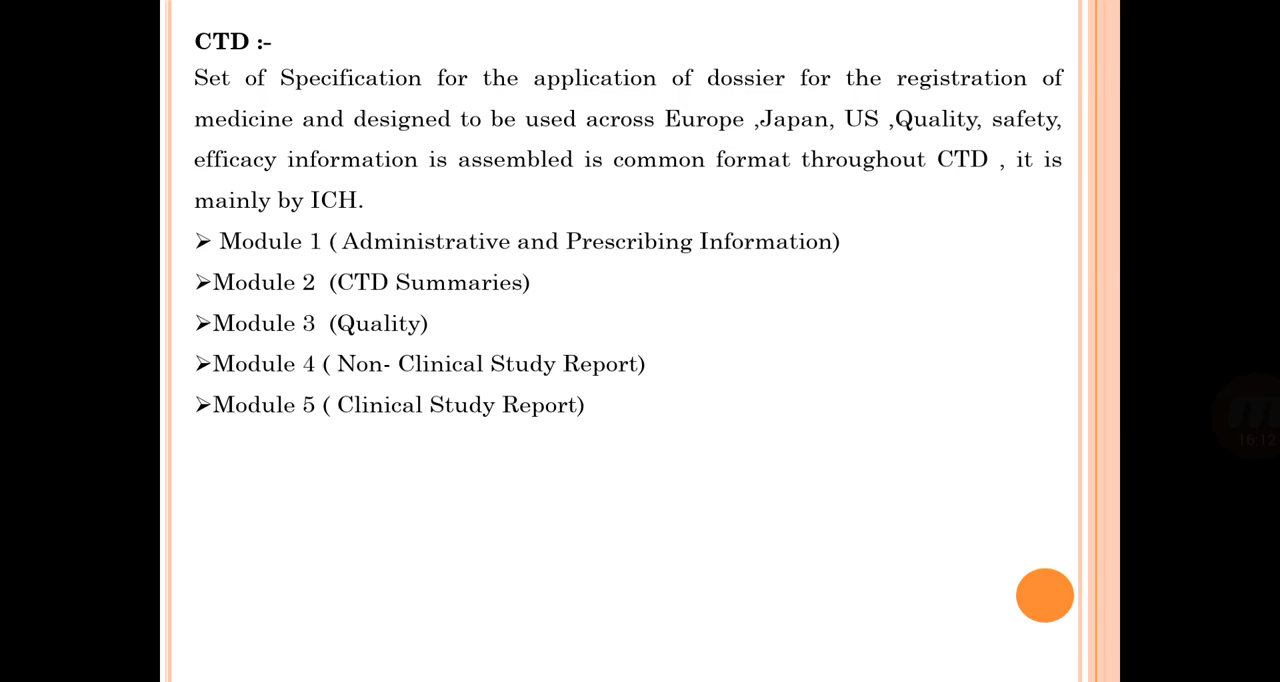 CTD :-
Set of Specification for the application of dossier for the registration of
medicine and designed to be used across Europe ,Japan, US ,Quality, safety,
efficacy information is assembled is common format throughout CTD , it is
mainly by ICH.
➢ Module 1 ( Administrative and Prescribing Information)
➢Module 2 (CTD Summaries)
➢Module 3 (Quality)
➢Module 4 ( Non- Clinical Study Report)
➢Module 5 ( Clinical Study Report)
16:12